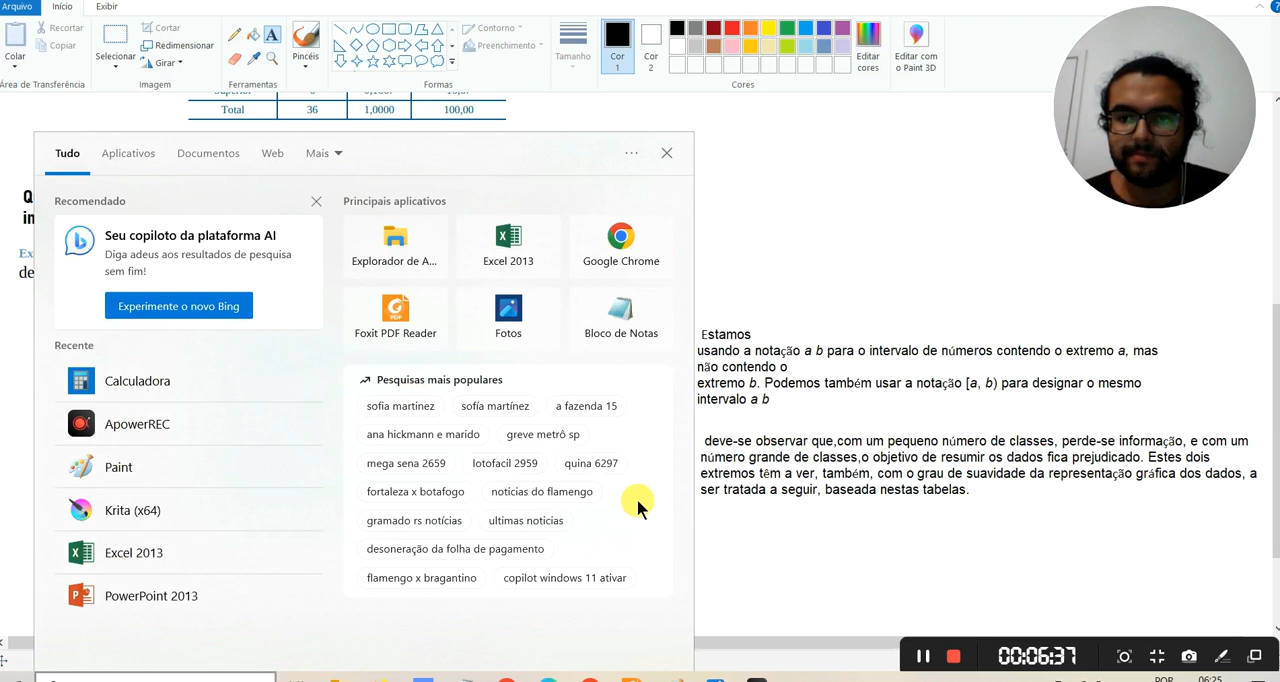 Arquivo Início Exibir
Colar
Recortar
Copiar
Área de Transferência
Selecionar
Cortar
Redimensionar
Girar
Imagem
A
Ferramentas
Pincéis
Contorno
Preenchimento
Formas
Tamanho
Cor
1
Cor
2
Editar
cores
Editar com
o Paint 3D
Cores
Total 36 1,0000 100,00
Q
in
Ex
de
Tudo Aplicativos Documentos Web Mais
Recomendado
Seu copiloto da plataforma AI
Diga adeus aos resultados de pesquisa
sem fim!
Experimente o novo Bing
Recente
Calculadora
ApowerREC
Paint
Krita (x64)
Excel 2013
PowerPoint 2013
Principais aplicativos
Explorador de A...
Excel 2013
Google Chrome
Foxit PDF Reader
Fotos
Bloco de Notas
Pesquisas mais populares
sofia martinez sofía martínez a fazenda 15
ana hickmann e marido greve metrô sp
mega sena 2659 lotofacil 2959 quina 6297
fortaleza x botafogo noticias do flamengo
gramado rs notícias ultimas noticias
desoneração da folha de pagamento
flamengo x bragantino copilot windows 11 ativar
Estamos
usando a notação a b para o intervalo de números contendo o extremo a, mas
não contendo o
extremo b. Podemos também usar a notação [a, b) para designar o mesmo
intervalo a b
deve-se observar que,com um pequeno número de classes, perde-se informação, e com um
número grande de classes,o objetivo de resumir os dados fica prejudicado. Estes dois
extremos têm a ver, também, com o grau de suavidade da representação gráfica dos dados, a
ser tratada a seguir, baseada nestas tabelas.
00:06:37
POR 06:25